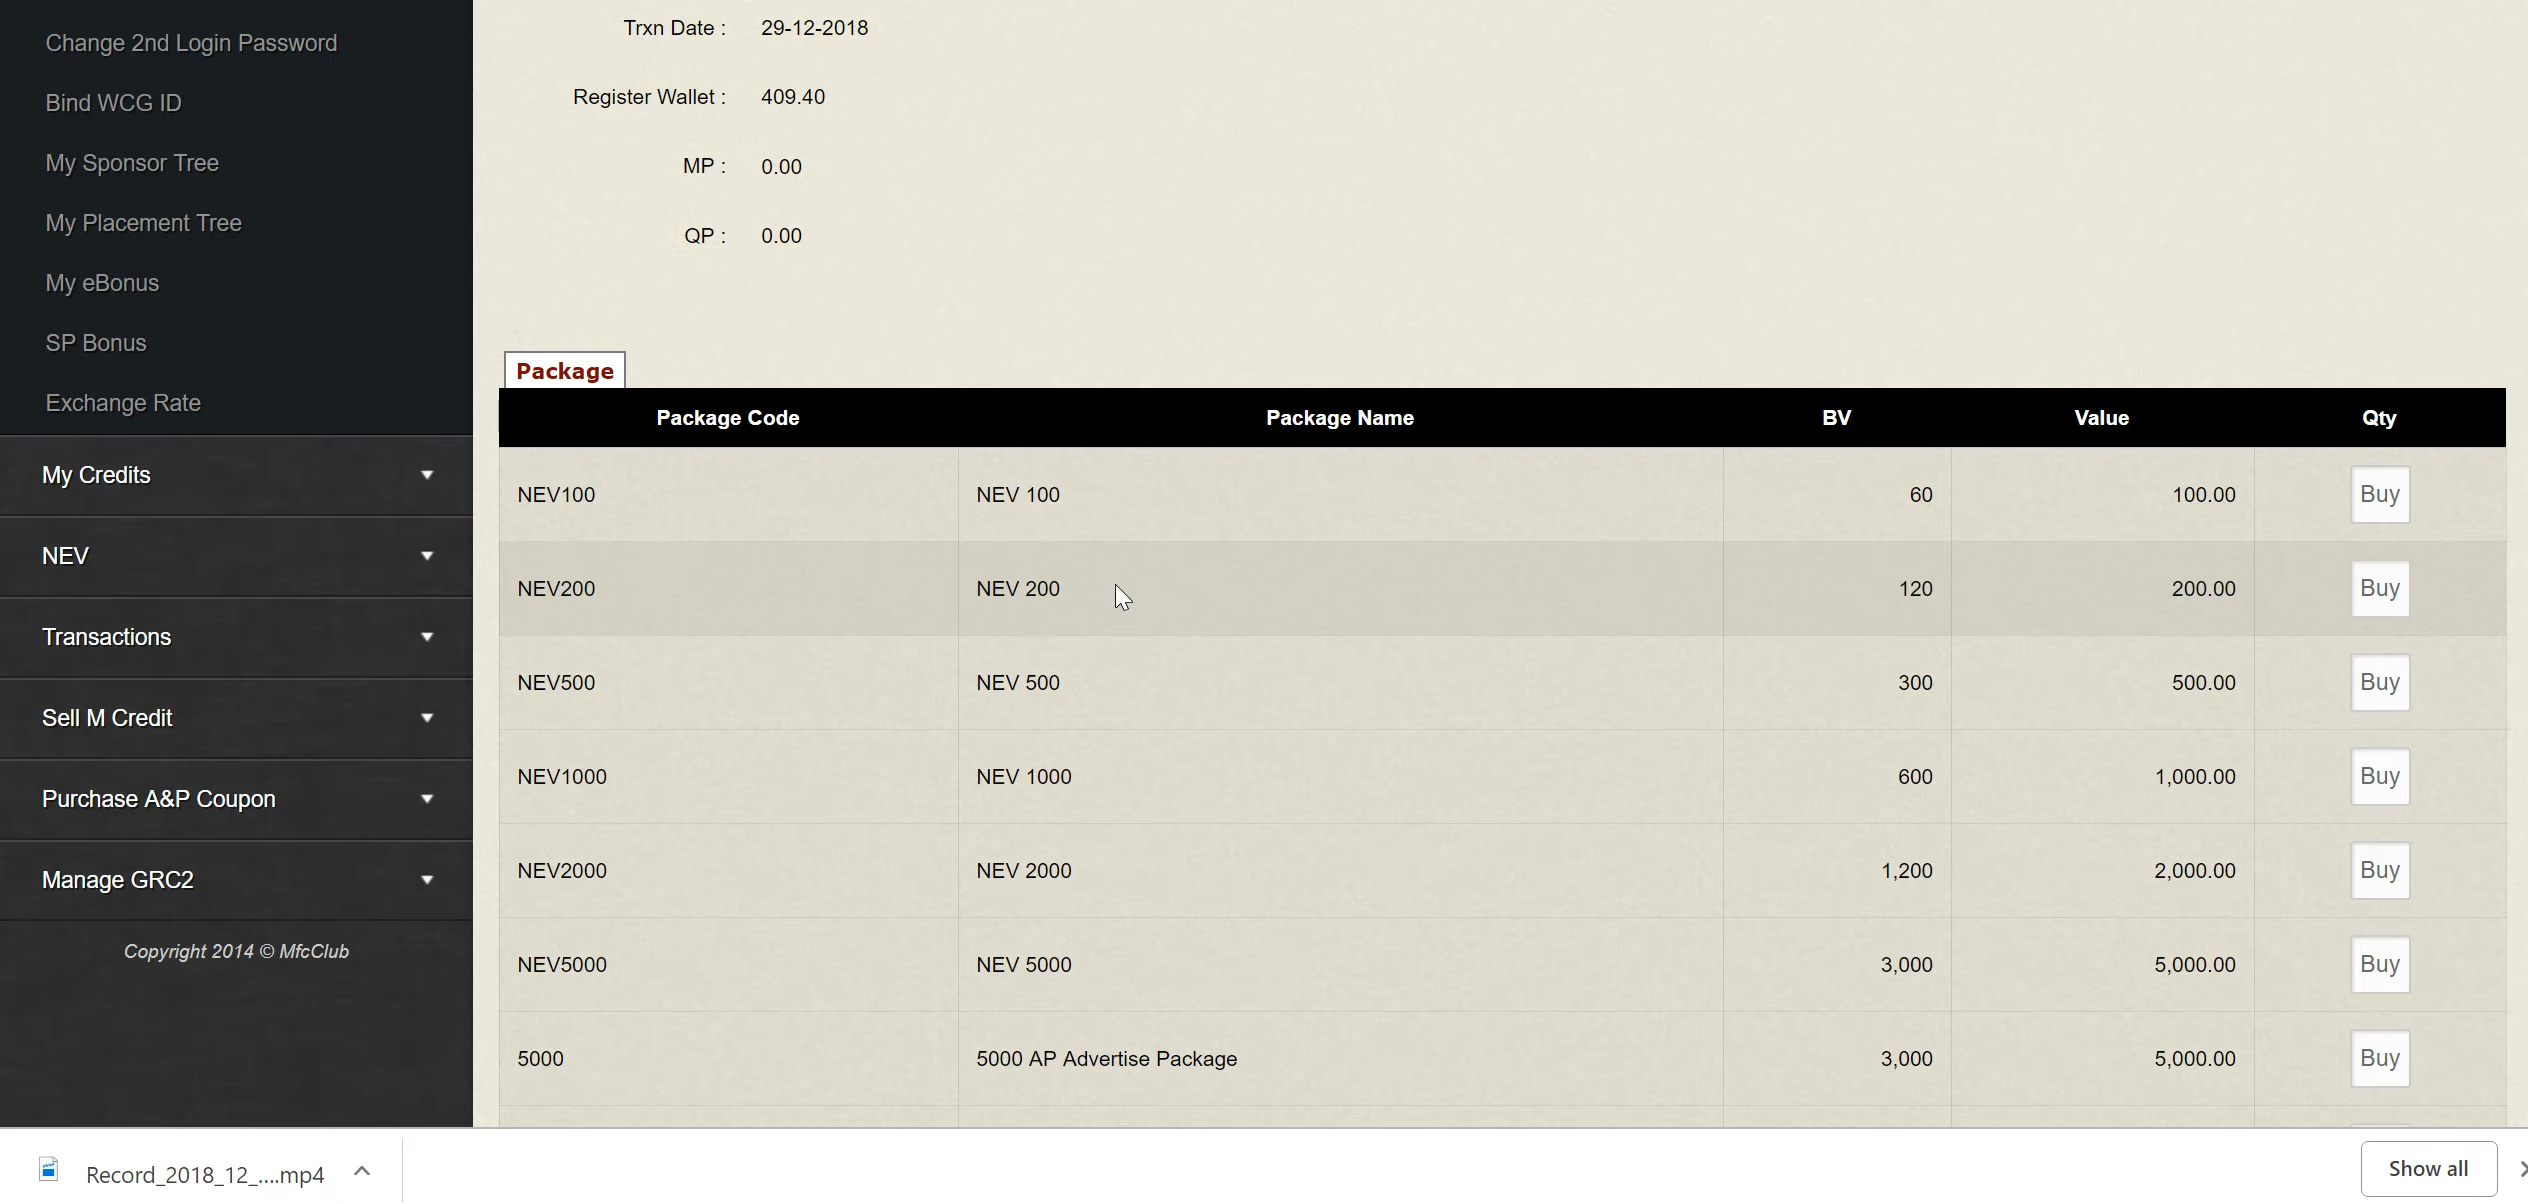 Change 2nd Login Password
Bind WCG ID
My Sponsor Tree
My Placement Tree
My eBonus
SP Bonus
Exchange Rate
My Credits
NEV
Transactions
Sell M Credit
Purchase A&P Coupon
Manage GRC2
Copyright 2014 © MfcClub
Trxn Date : 29-12-2018
Register Wallet : 409.40
MP : 0.00
QP : 0.00
Package
Package Code Package Name BV Value Qty
NEV100 NEV 100 60 100.00 Buy
NEV200 NEV 200 120 200.00 Buy
NEV500 NEV 500 300 500.00 Buy
NEV1000 NEV 1000 600 1,000.00 Buy
NEV2000 NEV 2000 1,200 2,000.00 Buy
NEV5000 NEV 5000 3,000 5,000.00 Buy
5000 5000 AP Advertise Package 3,000 5,000.00 Buy
Record_2018_12_....mp4 Show all